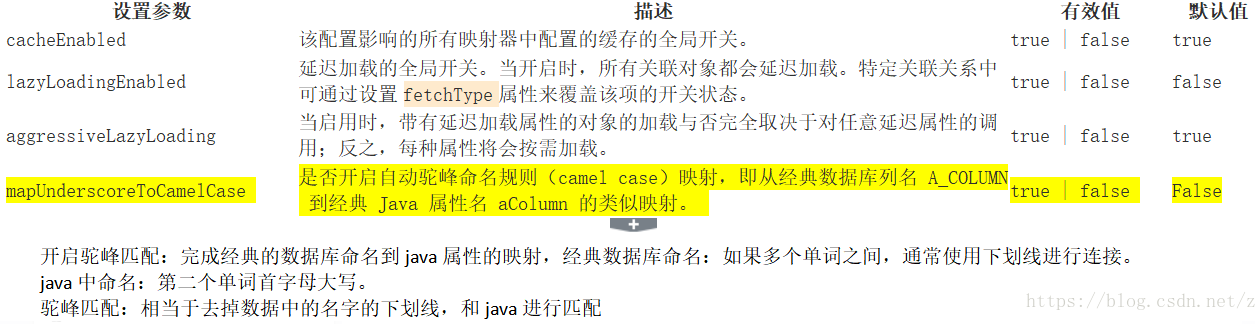 设置参数 描述 有效值 默认值
cacheEnabled 该配置影响的所有映射器中配置的缓存的全局开关。 true | false true
延迟加载的全局开关。当开启时，所有关联对象都会延迟加载。特定关联关系中
lazyLoadingEnabled true | false false
可通过设置 fetchType 属性来覆盖该项的开关状态。
当启用时，带有延迟加载属性的对象的加载与否完全取决于对任意延迟属性的调
aggressiveLazyLoading true | false true
用；反之，每种属性将会按需加载。
是否开启自动驼峰命名规则（camel case）映射，即从经典数据库列名 A_COLUMN
mapUnderscoreToCamelCase true | false False
到经典 Java 属性名 aColumn 的类似映射。
开启驼峰匹配：完成经典的数据库命名到 java 属性的映射，经典数据库命名：如果多个单词之间，通常使用下划线进行连接。
java 中命名：第二个单词首字母大写。
驼峰匹配：相当于去掉数据中的名字的下划线，和 java 进行匹配
https://blog.csdn.net/z